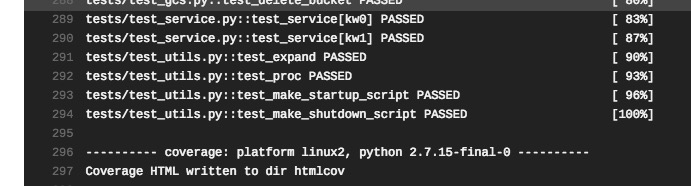 288 tests/test_gcs.py::test_delete_bucket PASSED [ 80%]
289 tests/test_service.py::test_service[kw0] PASSED [ 83%]
290 tests/test_service.py::test_service[kw1] PASSED [ 87%]
291 tests/test_utils.py::test_expand PASSED [ 90%]
292 tests/test_utils.py::test_proc PASSED [ 93%]
293 tests/test_utils.py::test_make_startup_script PASSED [ 96%]
294 tests/test_utils.py::test_make_shutdown_script PASSED [100%]
295
296 ---------- coverage: platform linux2, python 2.7.15-final-0 ----------
297 Coverage HTML written to dir htmlcov